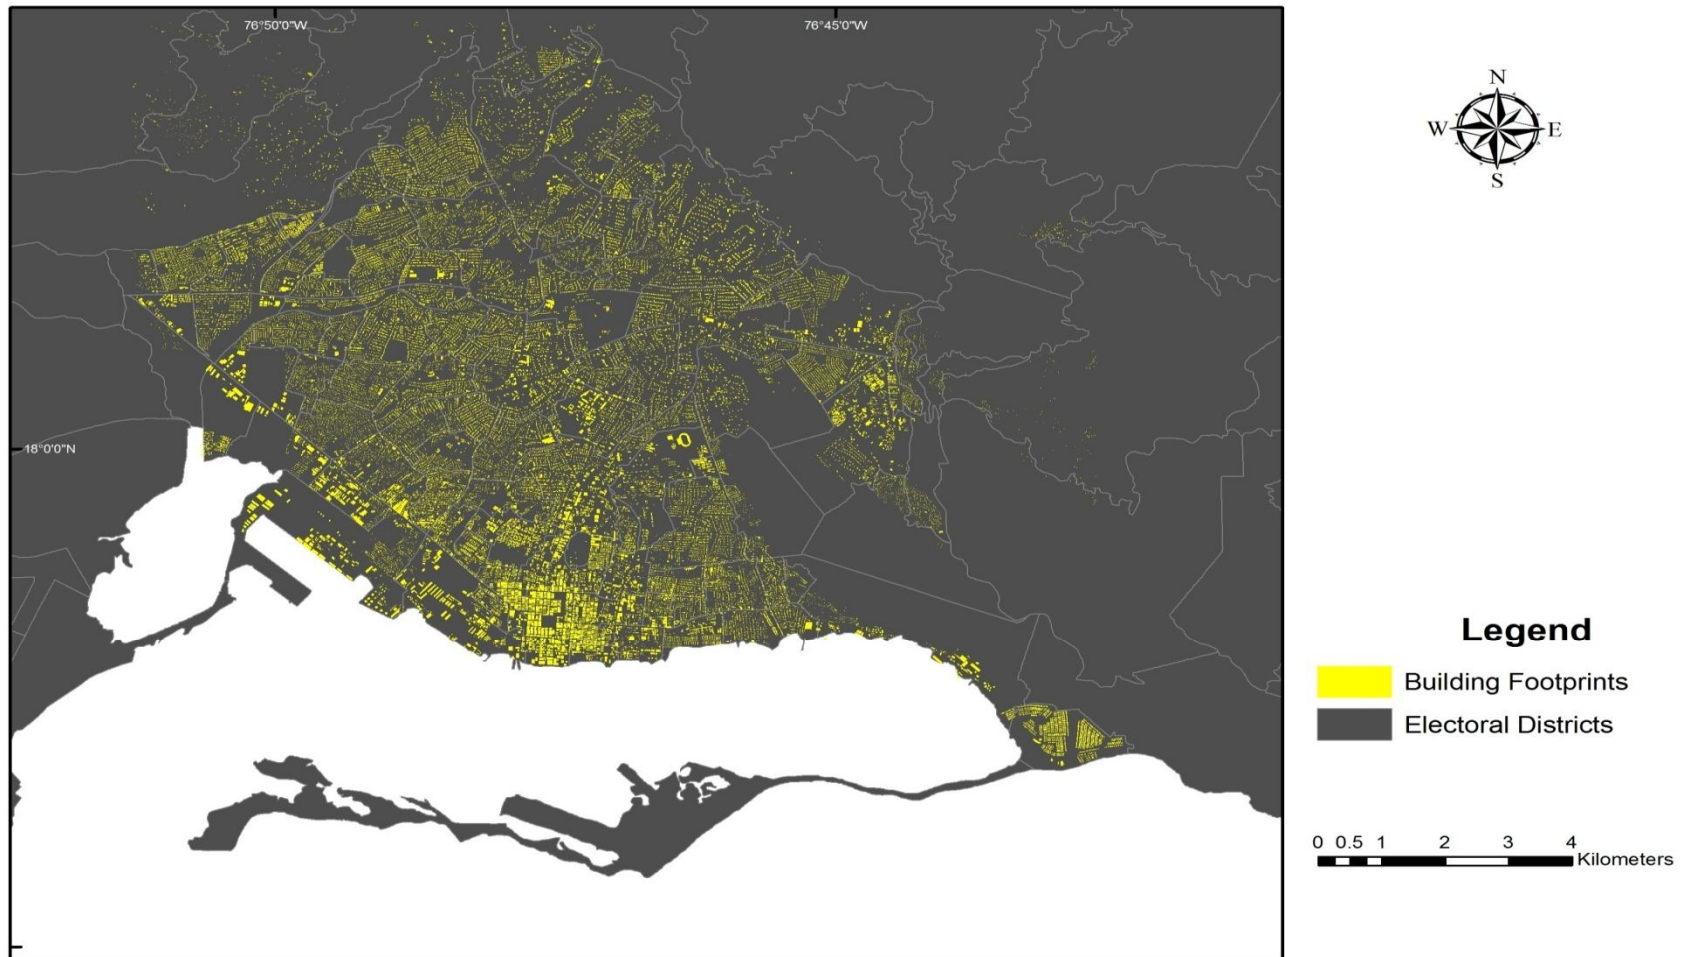 76°50'0"W 76°45'0"W
N
W E
S
18°0'0"N
Legend
Building Footprints
Electoral Districts
0 0.5 1 2 3 4
Kilometers